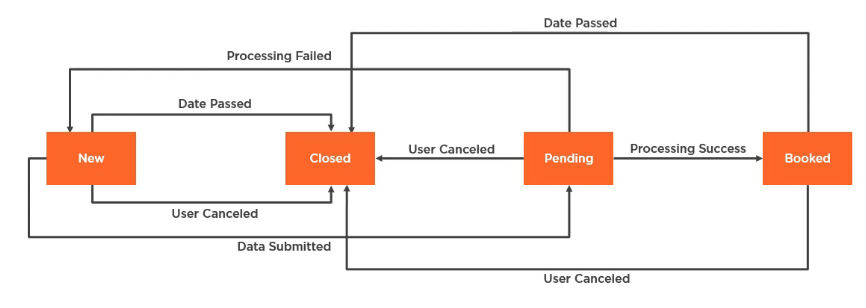 Date Passed
Processing Failed
Date Passed
New
Closed
User Canceled
Pending
Processing Success
Booked
User Canceled
Data Submitted
User Canceled